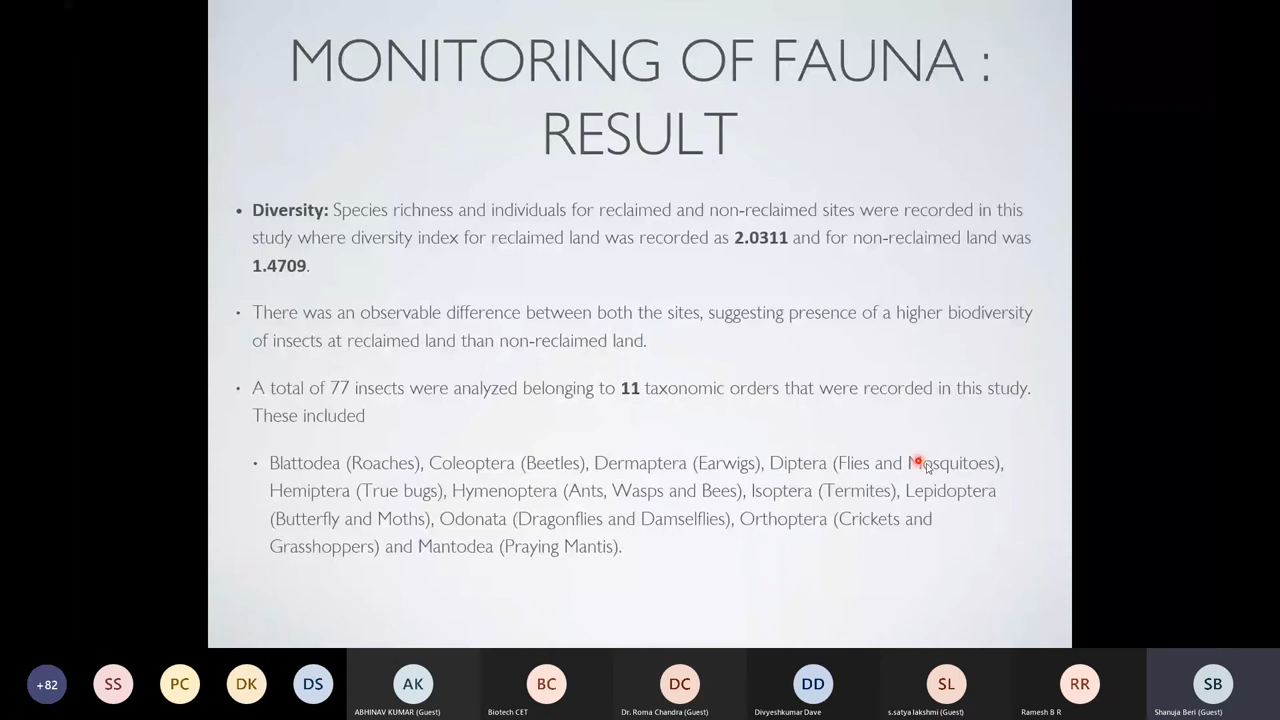 MONITORING OF FAUNA :
RESULT
• Diversity: Species richness and individuals for reclaimed and non-reclaimed sites were recorded in this
study where diversity index for reclaimed land was recorded as 2.0311 and for non-reclaimed land was
1.4709.
• There was an observable difference between both the sites, suggesting presence of a higher biodiversity
of insects at reclaimed land than non-reclaimed land.
• A total of 77 insects were analyzed belonging to 11 taxonomic orders that were recorded in this study.
These included
• Blattodea (Roaches), Coleoptera (Beetles), Dermaptera (Earwigs), Diptera (Flies and Mosquitoes),
Hemiptera (True bugs), Hymenoptera (Ants, Wasps and Bees), Isoptera (Termites), Lepidoptera
(Butterfly and Moths), Odonata (Dragonflies and Damselflies), Orthoptera (Crickets and
Grasshoppers) and Mantodea (Praying Mantis).
+82 SS PC DK DS AK BC DC DD SL RR SB
ABHINAV KUMAR (Guest) Biotech CET Dr. Roma Chandra (Guest) Divyeshkumar Dave s.satya lakshmi (Guest) Ramesh B R Shanuja Beri (Guest)